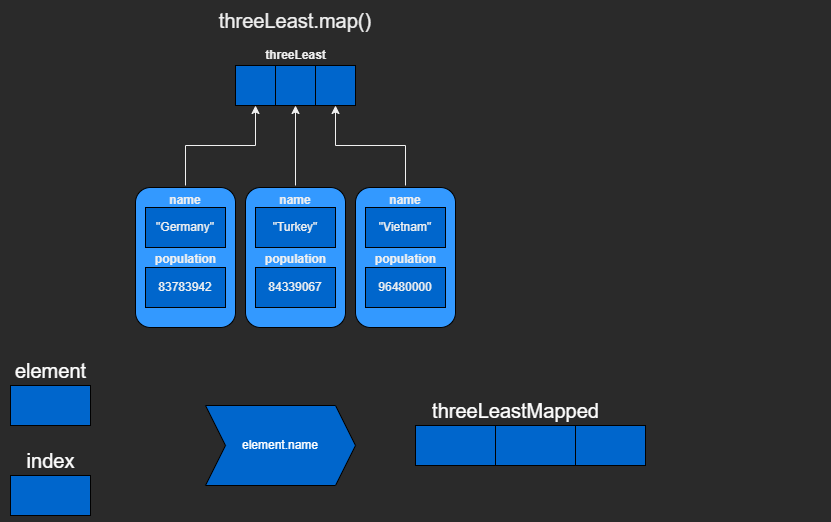 threeLeast.map()
threeLeast
name name name
"Germany" "Turkey" "Vietnam"
population population population
83783942 84339067 96480000
element
threeLeastMapped
element.name
index